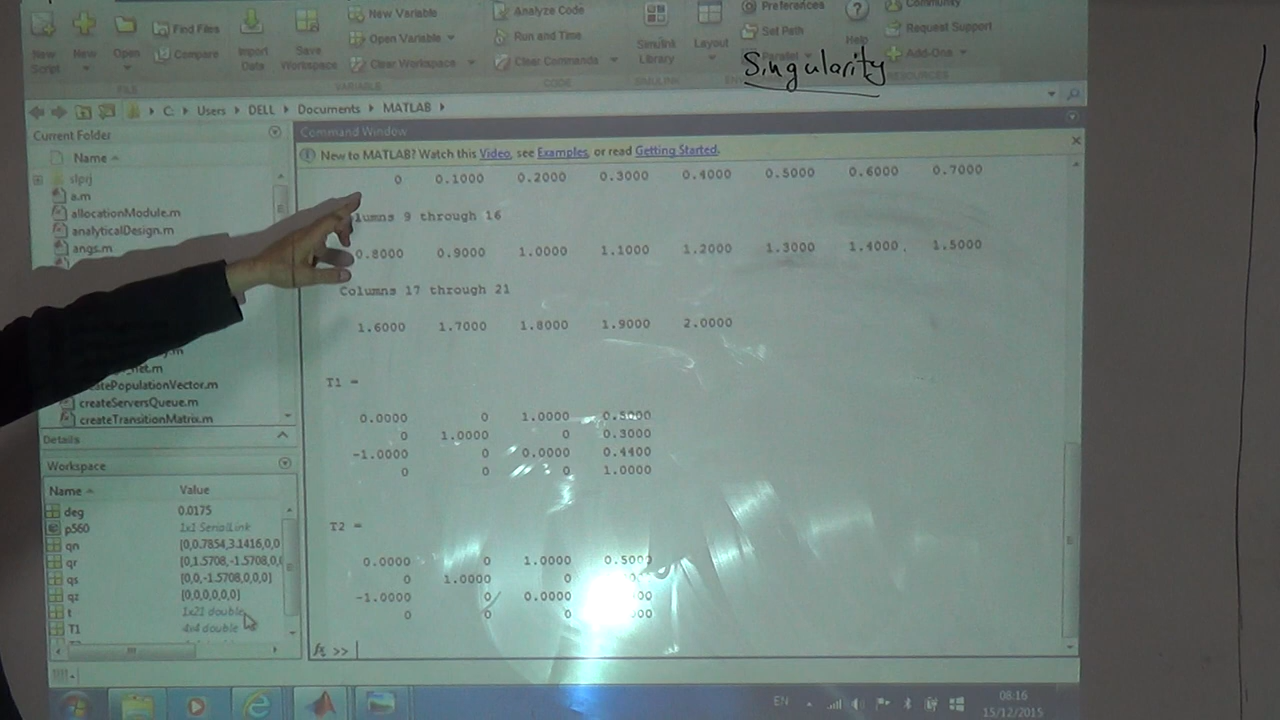 New Variable Analyze Code Preferences Community
New Open Find Files Import Save Open Variable Run and Time Simulink Layout Set Path Help Request Support
Script Compare Data Workspace Clear Workspace Clear Commands Library Add-Ons
FILE VARIABLE CODE SIMULINK RESOURCES
Singularity
C: Users DELL Documents MATLAB
Current Folder
Name
slprj
a.m
allocationModule.m
analyticalDesign.m
angs.m
createServersQueue.m
createTransitionMatrix.m
Details
Workspace
Name Value
deg 0.0175
p560 1x1 SerialLink
qn [0,0.7854,3.1416,0,0
qr [0,1.5708,-1.5708,0,
qs [0,0,-1.5708,0,0,0]
qz [0,0,0,0,0,0]
t 1x21 double
T1 4x4 double
Command Window
New to MATLAB? Watch this Video, see Examples, or read Getting Started.
0 0.1000 0.2000 0.3000 0.4000 0.5000 0.6000 0.7000
lumns 9 through 16
0.8000 0.9000 1.0000 1.1000 1.2000 1.3000 1.4000 1.5000
Columns 17 through 21
1.6000 1.7000 1.8000 1.9000 2.0000
T1 =
0.0000 0 1.0000 0.5000
0 1.0000 0 0.3000
-1.0000 0 0.0000 0.4400
0 0 0 1.0000
T2 =
0.0000 0 1.0000 0.5000
0 1.0000 0
-1.0000 0 0.0000
0 0 0
fx >>
EN 08:16
15/12/2015